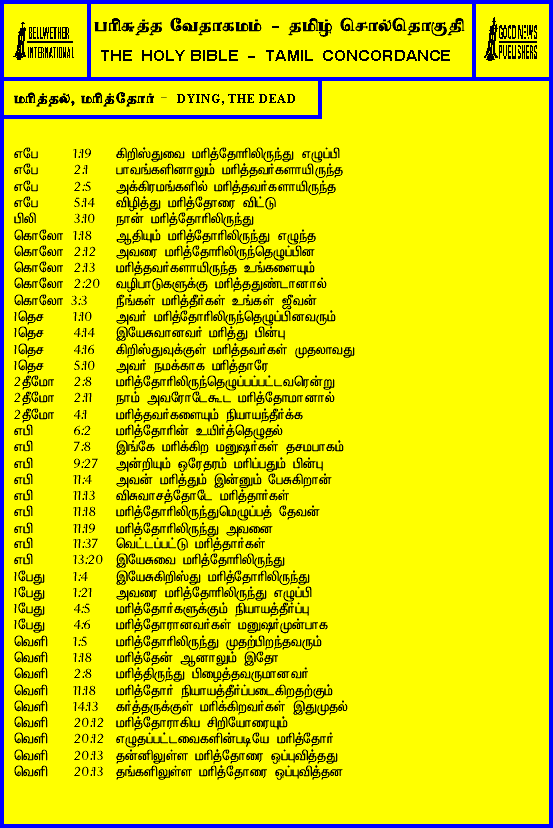 BELLWETHER
INTERNATIONAL
பரிசுத்த வேதாகமம் - தமிழ் சொல்தொகுதி
THE HOLY BIBLE - TAMIL CONCORDANCE
GOOD NEWS
PUBLISHERS
மரித்தல், மரித்தோர் - DYING, THE DEAD
எபே 1:19 கிறிஸ்துவை மரித்தோரிலிருந்து எழுப்பி
எபே 2:1 பாவங்களினாலும் மரித்தவர்களாயிருந்த
எபே 2:5 அக்கிரமங்களில் மரித்தவர்களாயிருந்த
எபே 5:14 விழித்து மரித்தோரை விட்டு
பிலி 3:10 நான் மரித்தோரிலிருந்து
கொலோ 1:18 ஆதியும் மரித்தோரிலிருந்து எழுந்த
கொலோ 2:12 அவரை மரித்தோரிலிருந்தெழுப்பின
கொலோ 2:13 மரித்தவர்களாயிருந்த உங்களையும்
கொலோ 2:20 வழிபாடுகளுக்கு மரித்ததுண்டானால்
கொலோ 3:3 நீங்கள் மரித்தீர்கள் உங்கள் ஜீவன்
1தெச 1:10 அவர் மரித்தோரிலிருந்தெழுப்பினவரும்
1தெச 4:14 இயேசுவானவர் மரித்து பின்பு
1தெச 4:16 கிறிஸ்துவுக்குள் மரித்தவர்கள் முதலாவது
1தெச 5:10 அவர் நமக்காக மரித்தாரே
2தீமோ 2:8 மரித்தோரிலிருந்தெழுப்பப்பட்டவரென்று
2தீமோ 2:11 நாம் அவரோடேகூட மரித்தோமானால்
2தீமோ 4:1 மரித்தவர்களையும் நியாயந்தீர்க்க
எபி 6:2 மரித்தோரின் உயிர்த்தெழுதல்
எபி 7:8 இங்கே மரிக்கிற மனுஷர்கள் தசமபாகம்
எபி 9:27 அன்றியும் ஒரேதரம் மரிப்பதும் பின்பு
எபி 11:4 அவன் மரித்தும் இன்னும் பேசுகிறான்
எபி 11:13 விசுவாசத்தோடே மரித்தார்கள்
எபி 11:18 மரித்தோரிலிருந்துமெழுப்பத் தேவன்
எபி 11:19 மரித்தோரிலிருந்து அவனை
எபி 11:37 வெட்டப்பட்டு மரித்தார்கள்
எபி 13:20 இயேசுவை மரித்தோரிலிருந்து
1பேது 1:4 இயேசுகிறிஸ்து மரித்தோரிலிருந்து
1பேது 1:21 அவரை மரித்தோரிலிருந்து எழுப்பி
1பேது 4:5 மரித்தோர்களுக்கும் நியாயத்தீர்ப்பு
1பேது 4:6 மரித்தோரானவர்கள் மனுஷர்முன்பாக
வெளி 1:5 மரித்தோரிலிருந்து முதற்பிறந்தவரும்
வெளி 1:18 மரித்தேன் ஆனாலும் இதோ
வெளி 2:8 மரித்திருந்து பிழைத்தவருமானவர்
வெளி 11:18 மரித்தோர் நியாயத்தீர்ப்படைகிறதற்கும்
வெளி 14:13 கர்த்தருக்குள் மரிக்கிறவர்கள் இதுமுதல்
வெளி 20:12 மரித்தோராகிய சிறியோரையும்
வெளி 20:12 எழுதப்பட்டவைகளின்படியே மரித்தோர்
வெளி 20:13 தன்னிலுள்ள மரித்தோரை ஒப்புவித்தது
வெளி 20:13 தங்களிலுள்ள மரித்தோரை ஒப்புவித்தன